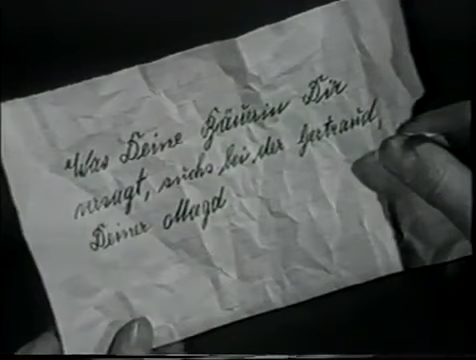 Was Deine Bäuerin Dir
versagt, suchs bei der Gertraud,
Deiner Magd